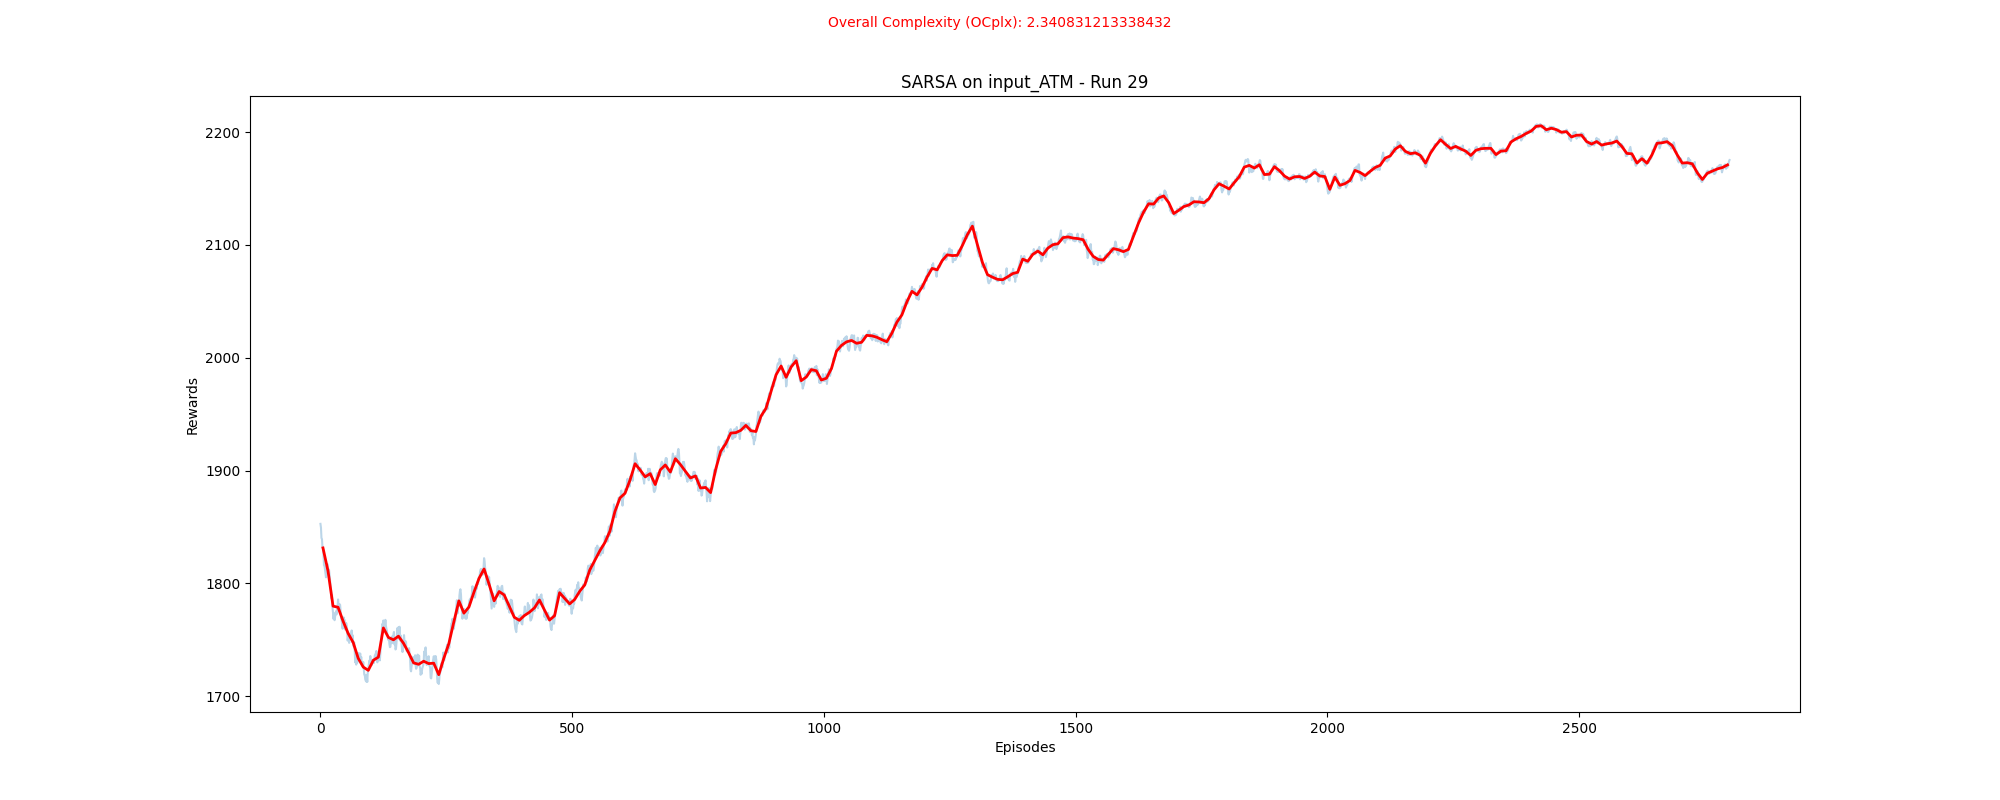 Overall Complexity (OCplx): 2.340831213338432
SARSA on input_ATM - Run 29
2200
2100
2000
1900
1800
1700
Rewards
0 500 1000 1500 2000 2500
Episodes